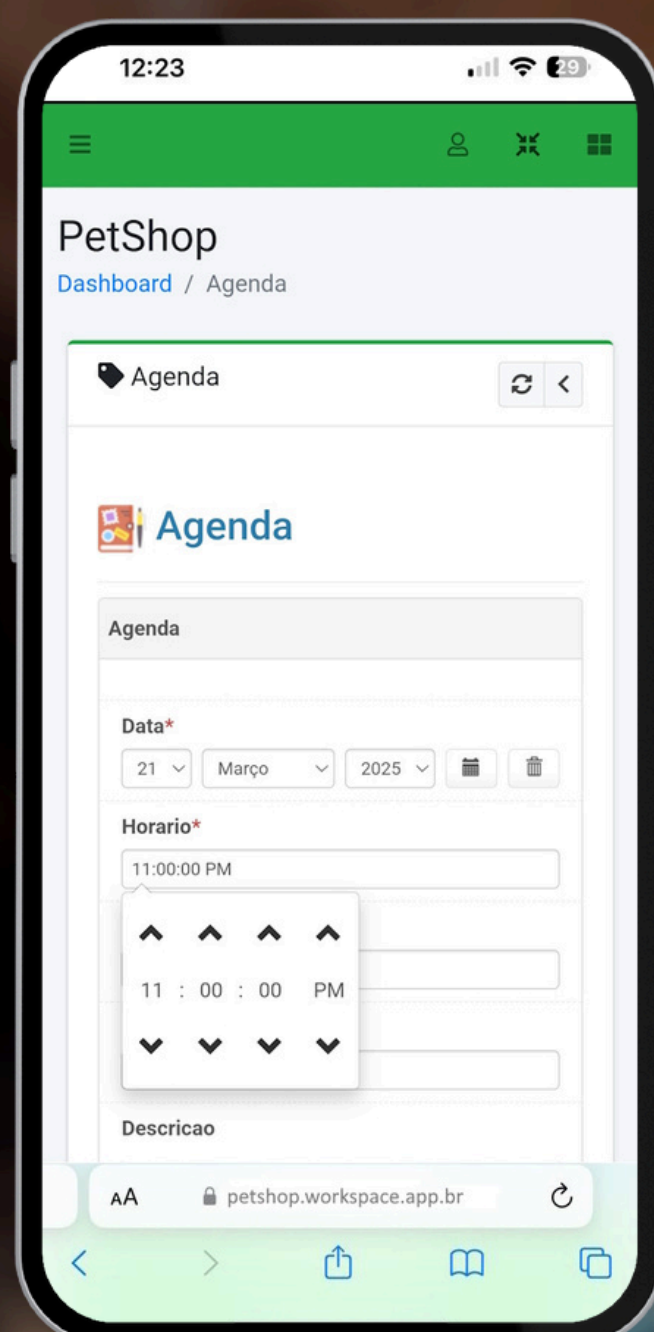 12:23
29
PetShop
Dashboard / Agenda
Agenda
Agenda
Agenda
Data*
21 Março 2025
Horario*
11:00:00 PM
11 : 00 : 00 PM
Descricao
AA petshop.workspace.app.br